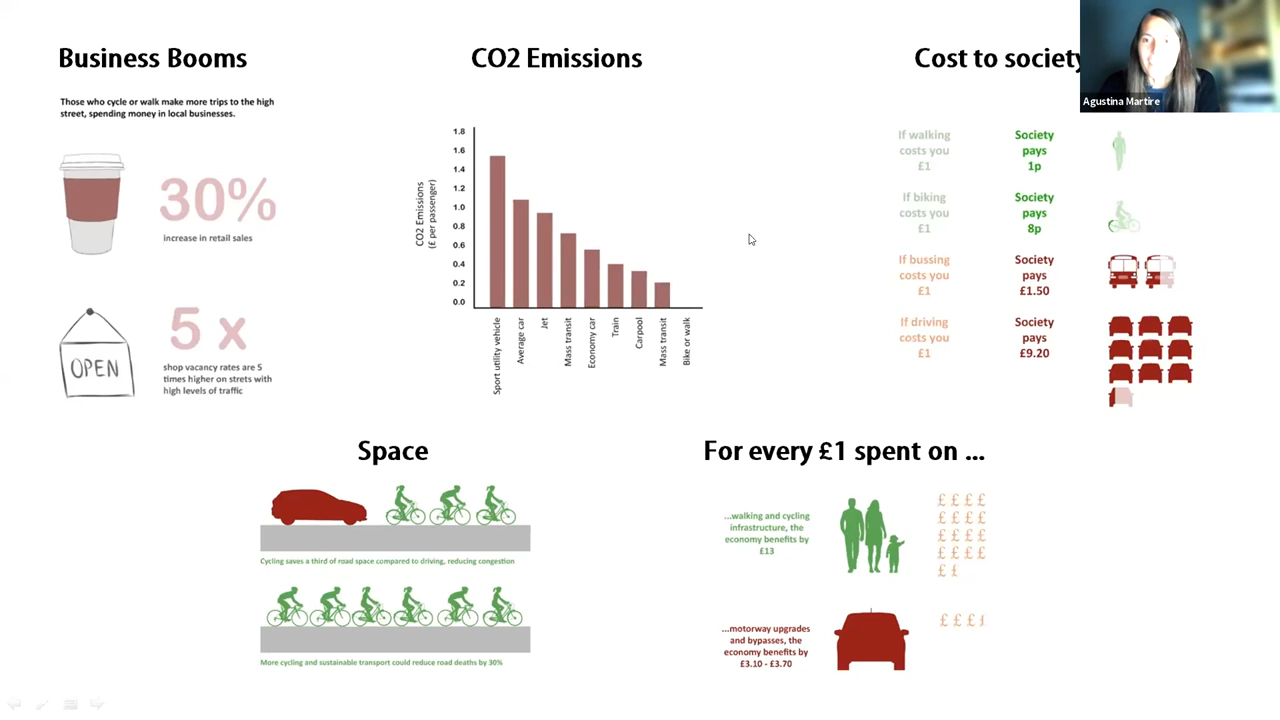 Business Booms
Those who cycle or walk make more trips to the high
street, spending money in local businesses.
30%
increase in retail sales
OPEN
5 x
shop vacancy rates are 5
times higher on strets with
high levels of traffic
CO2 Emissions
CO2 Emissions
(£ per passenger)
1.8
1.6
1.4
1.2
1.0
0.8
0.6
0.4
0.2
0.0
Sport utility vehicle
Average car
Jet
Mass transit
Economy car
Train
Carpool
Mass transit
Bike or walk
Cost to society
Agustina Martire
If walking
costs you
£1
Society
pays
1p
If biking
costs you
£1
Society
pays
8p
If bussing
costs you
£1
Society
pays
£1.50
If driving
costs you
£1
Society
pays
£9.20
Space
Cycling saves a third of road space compared to driving, reducing congestion
More cycling and sustainable transport could reduce road deaths by 30%
For every £1 spent on ...
...walking and cycling
infrastructure, the
economy benefits by
£13
£ £ £ £
£ £ £ £
£ £ £ £
£ £ £ £
£ £
...motorway upgrades
and bypasses, the
economy benefits by
£3.10 - £3.70
£ £ £ £